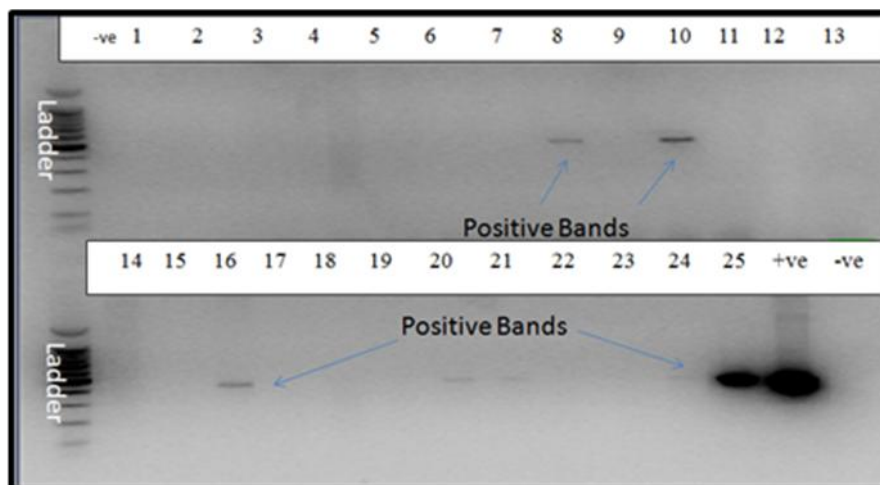 -ve 1 2 3 4 5 6 7 8 9 10 11 12 13
Ladder
Positive Bands
14 15 16 17 18 19 20 21 22 23 24 25 +ve -ve
Positive Bands
Ladder